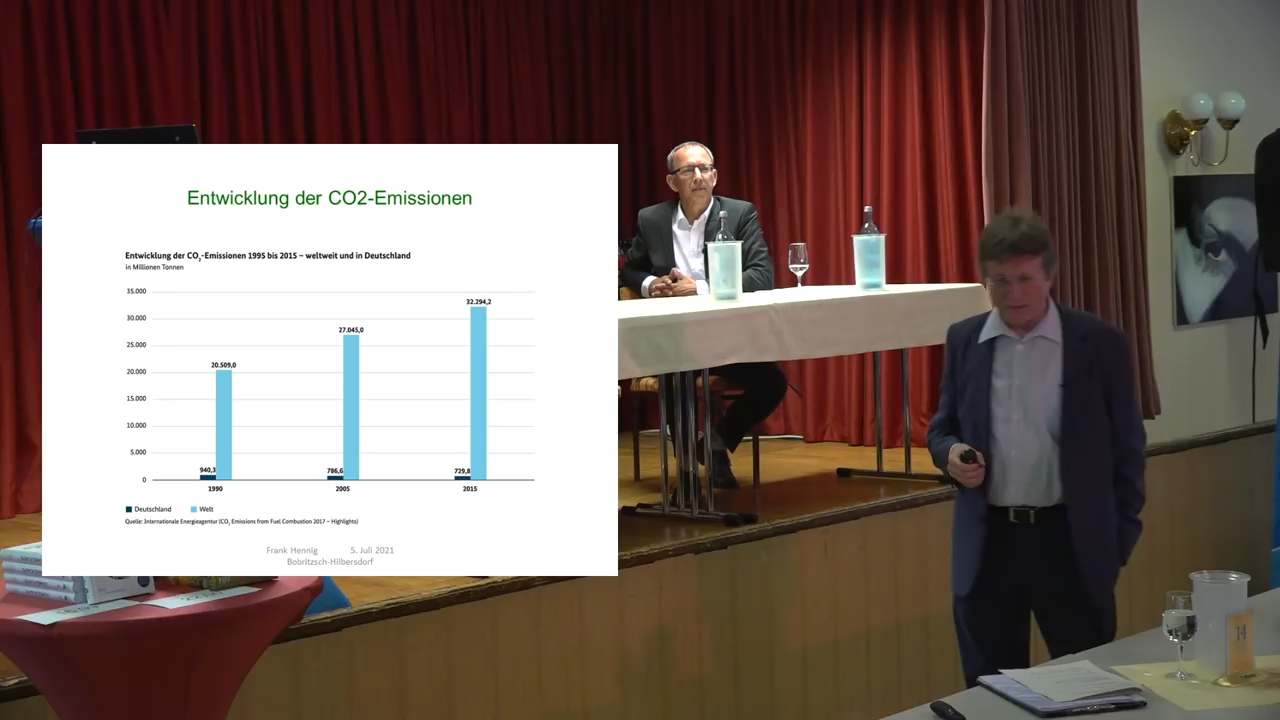 Entwicklung der CO2-Emissionen
Entwicklung der CO₂-Emissionen 1995 bis 2015 – weltweit und in Deutschland
in Millionen Tonnen
35.000
30.000
25.000
20.000
15.000
10.000
5.000
0
940,3
20.509,0
786,6
27.045,0
729,8
32.294,2
1990
2005
2015
Deutschland
Welt
Quelle: Internationale Energieagentur (CO₂ Emissions from Fuel Combustion 2017 – Highlights)
Frank Hennig 5. Juli 2021
Bobritzsch-Hilbersdorf
14